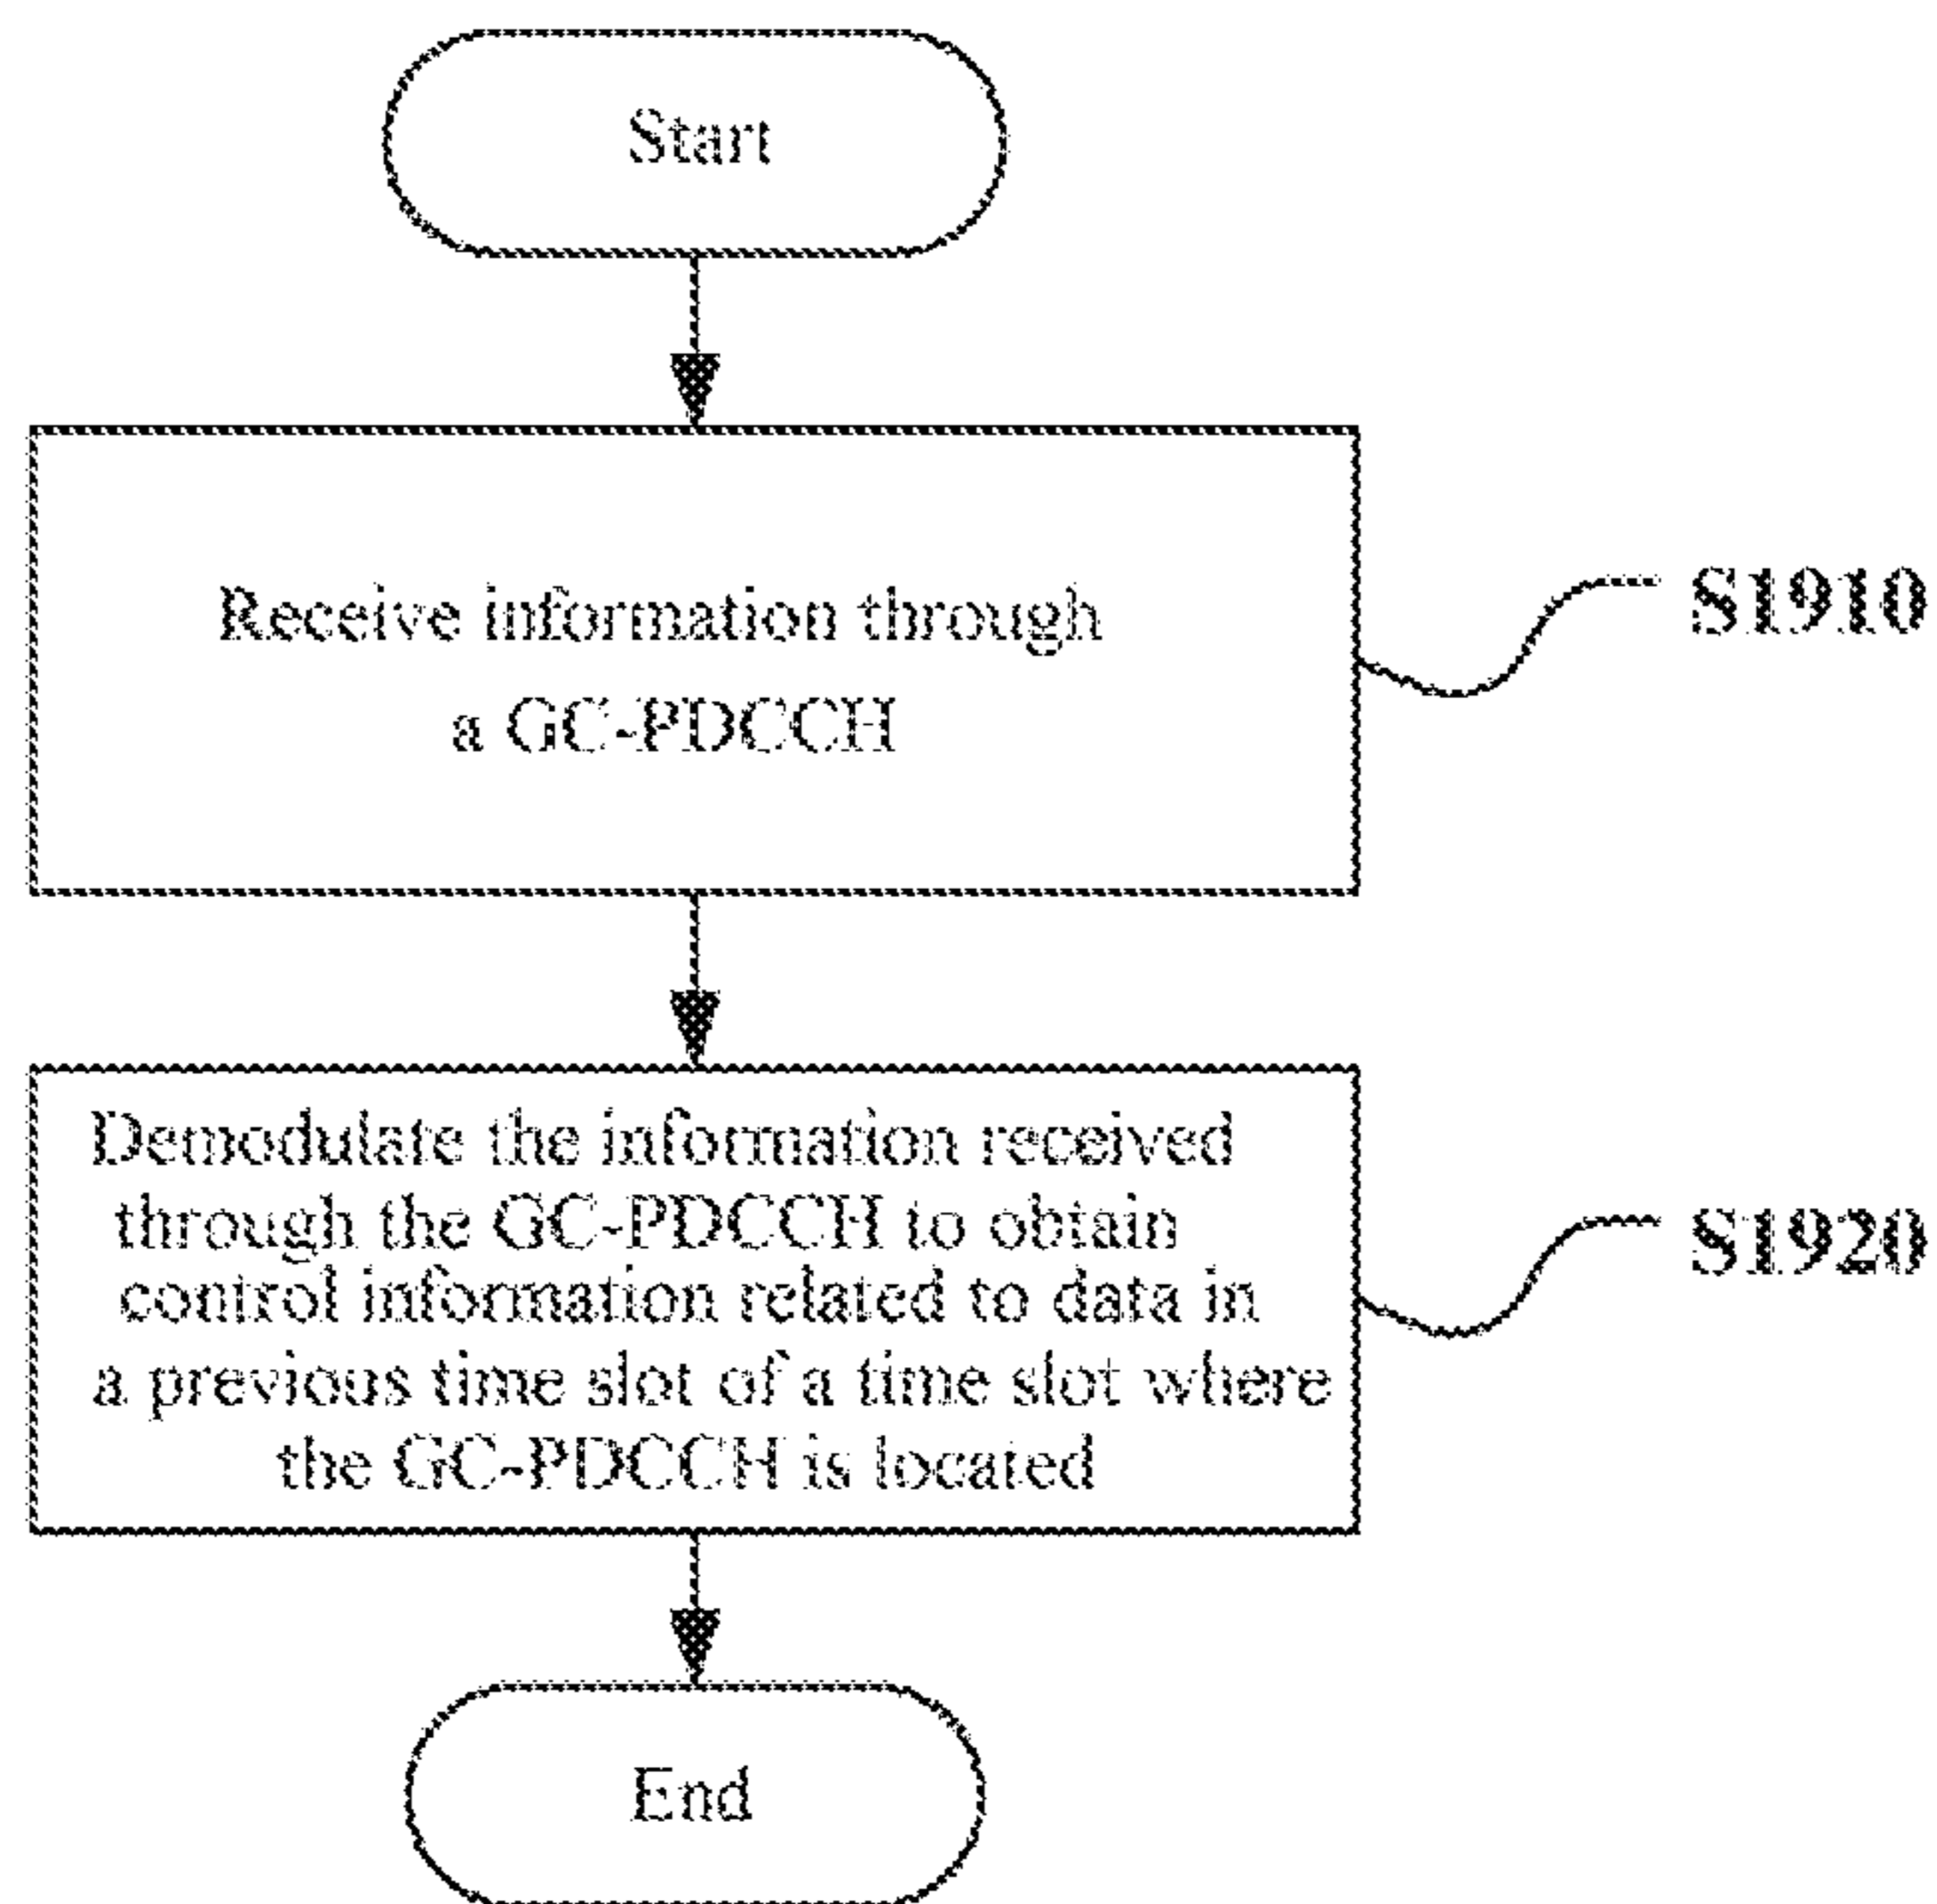 Start
Receive information through
a GC-PDCCH
S1910
Demodulate the information received
through the GC-PDCCH to obtain
control information related to data in
a previous time slot of a time slot where
the GC-PDCCH is located
S1920
End